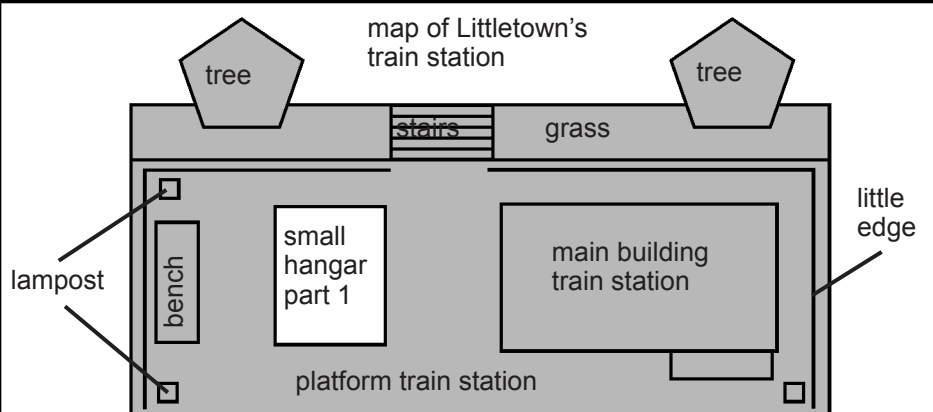 map of Littletown's
train station
tree
tree
stairs
grass
little
edge
small
hangar
part 1
main building
train station
lampost
bench
platform train station